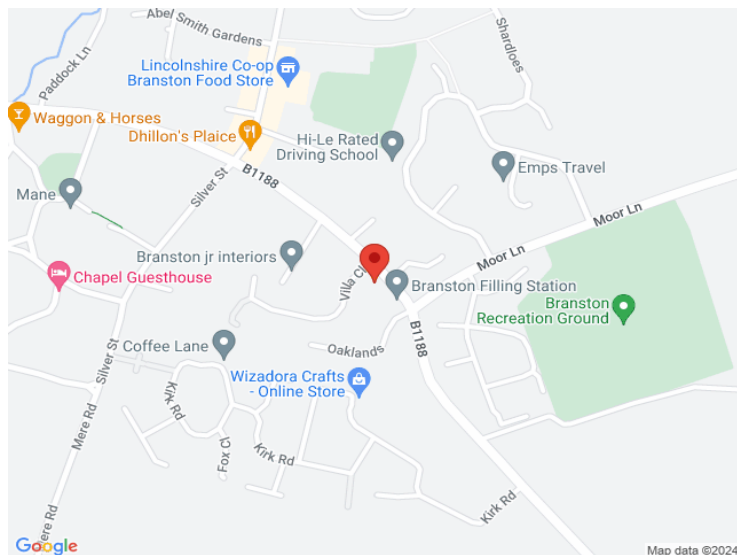 Abel Smith Gardens
Shardloes
Paddock Ln
Lincolnshire Co-op
Branston Food Store
Waggon & Horses
Dhillon's Plaice
Hi-Le Rated
Driving School
Emps Travel
B1188
Silver St
Mane
Moor Ln
Branston jr interiors
Moor Ln
Chapel Guesthouse
Villa Cl
Branston Filling Station
Branston
Recreation Ground
B1188
Oaklands
Coffee Lane
Silver St
Wizadora Crafts
- Online Store
Kirk Rd
Mere Rd
Fox Cl
Kirk Rd
Kirk Rd
Mere Rd
Google
Map data ©2024